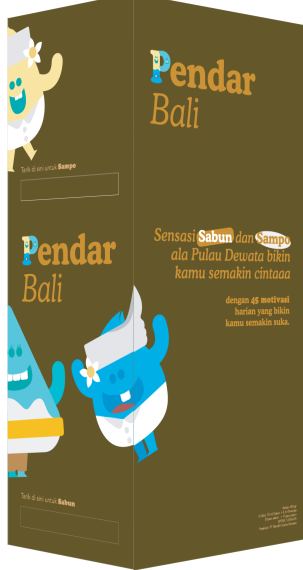 Pendar
Bali
Tarik di sini untuk Sampo
Pendar
Bali
Tarik di sini untuk Sabun
Sensasi Sabun dan Sampo
ala Pulau Dewata bikin
kamu semakin cintaaa
dengan 45 motivasi
harian yang bikin
kamu semakin suka.